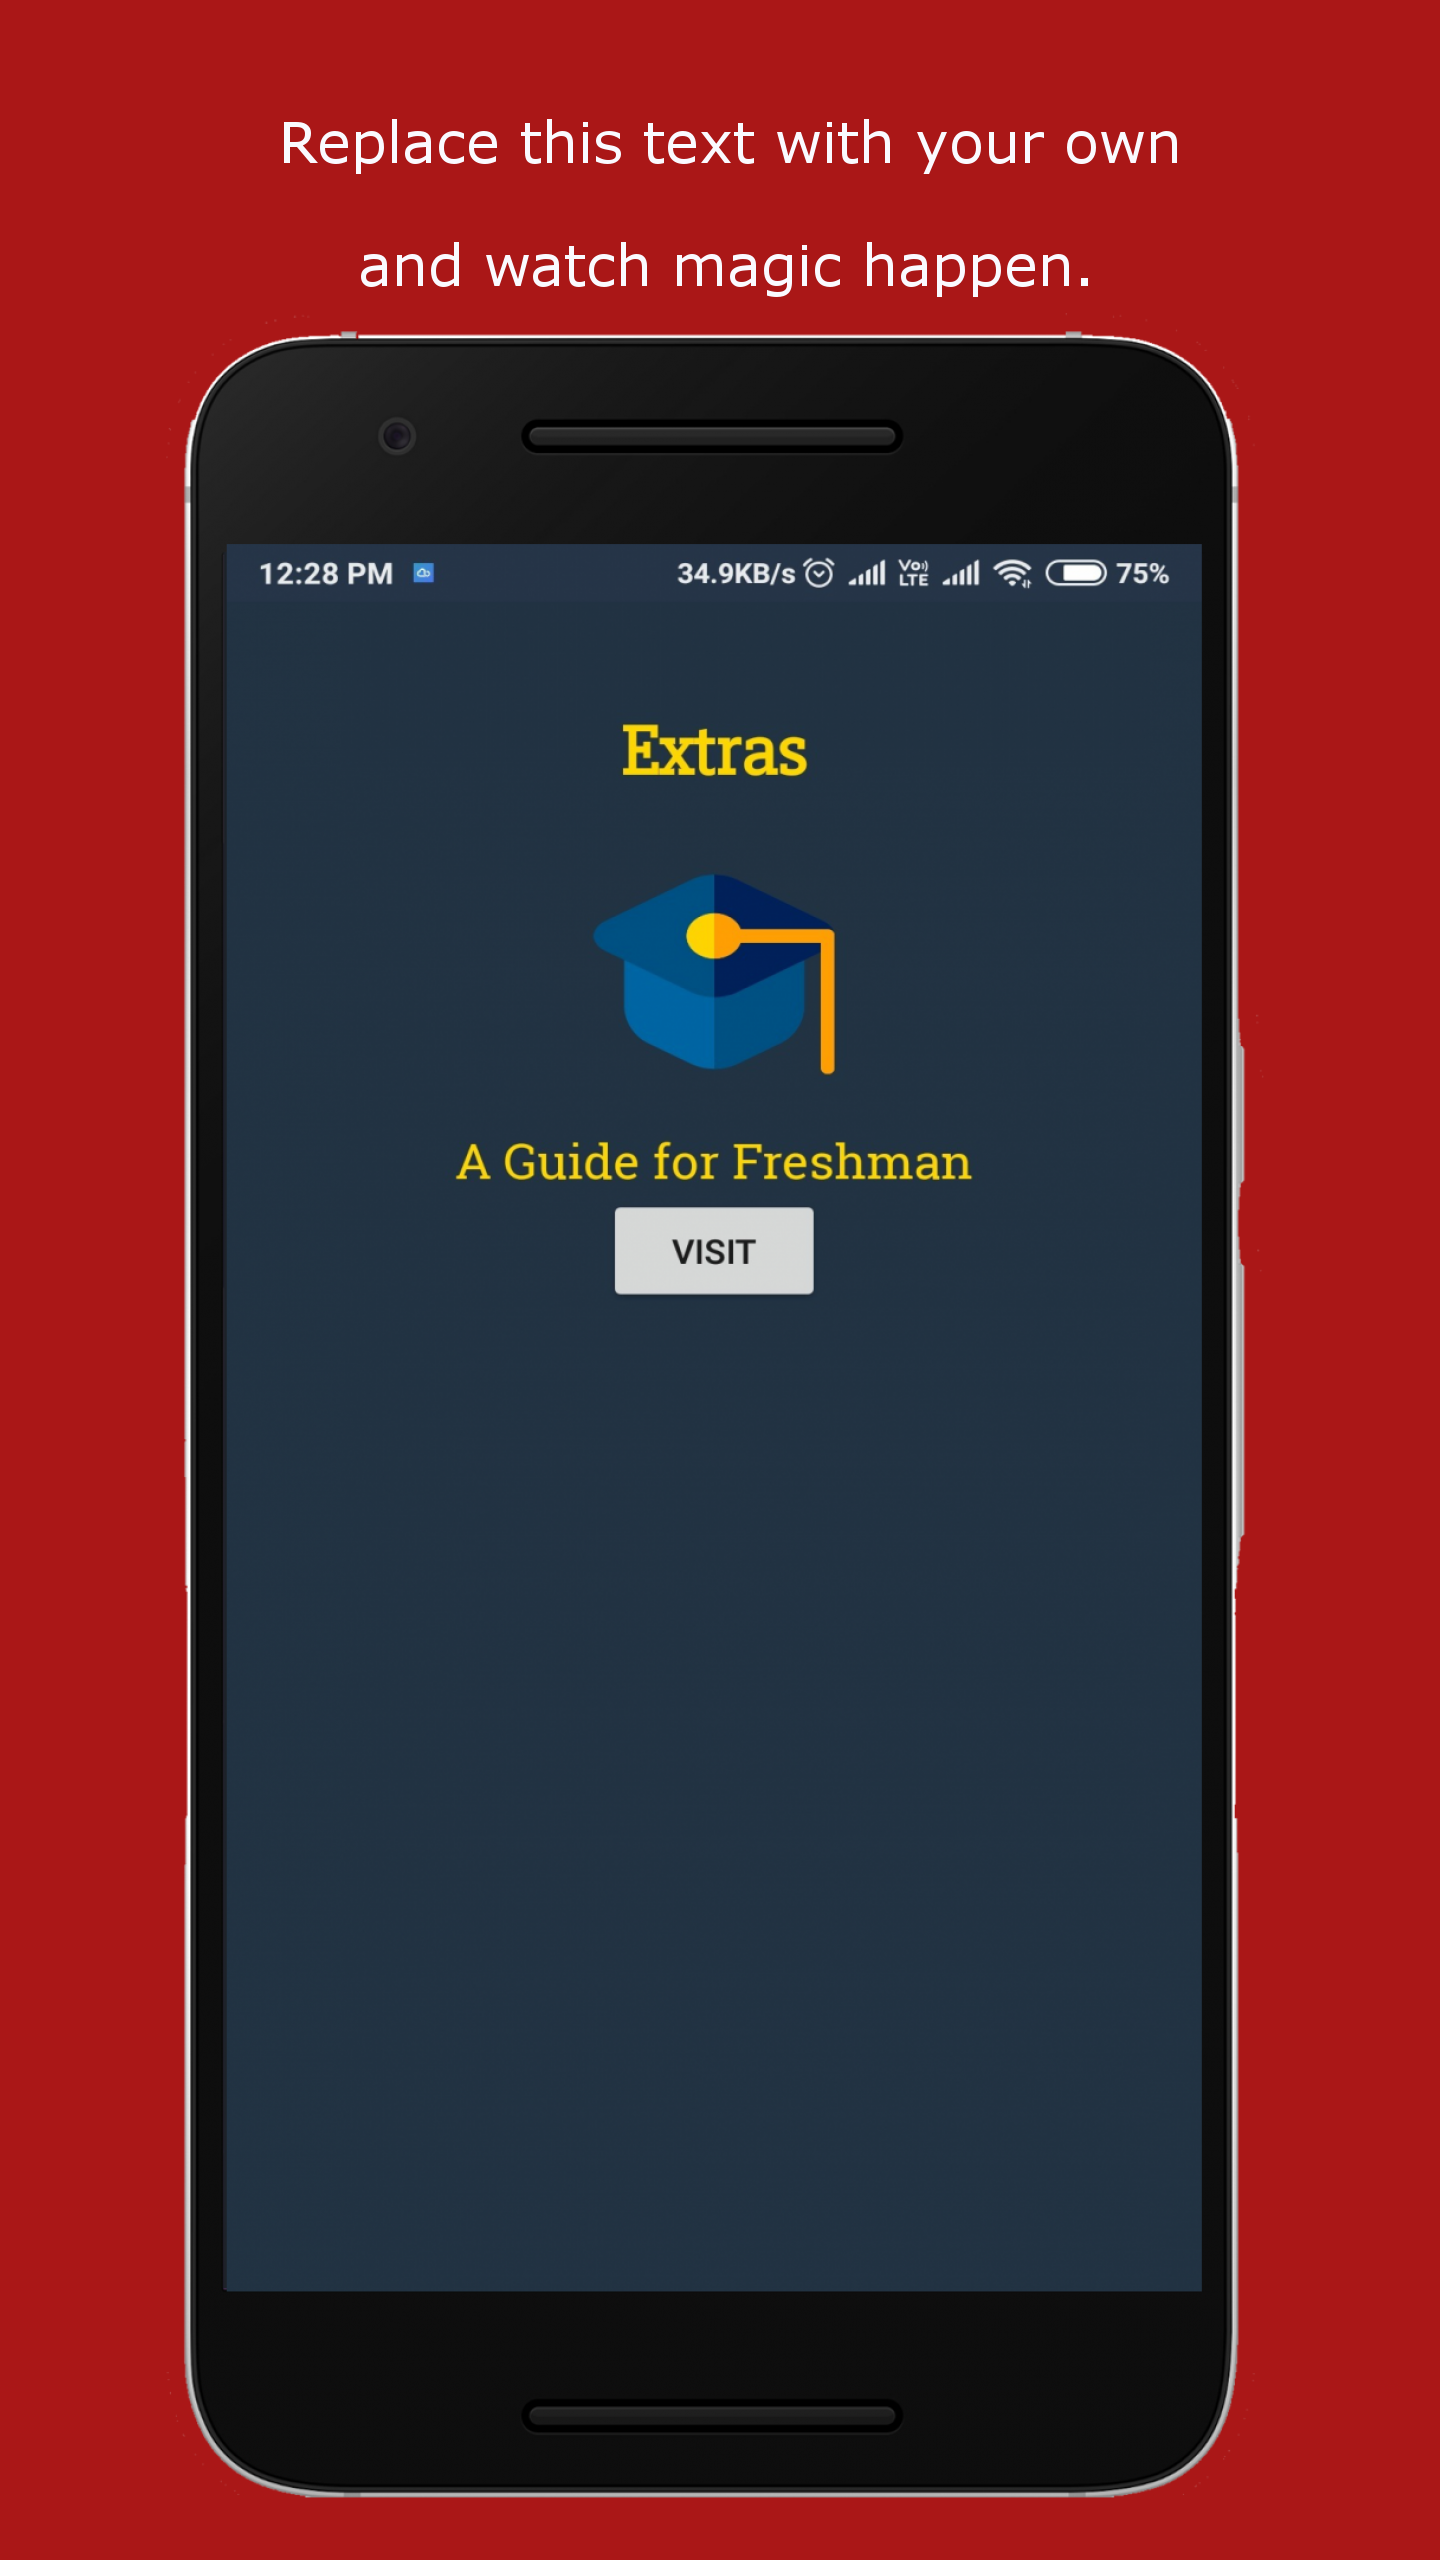 Replace this text with your own
and watch magic happen.
12:28 PM 34.9KB/s Vo) LTE 75%
Extras
A Guide for Freshman
VISIT